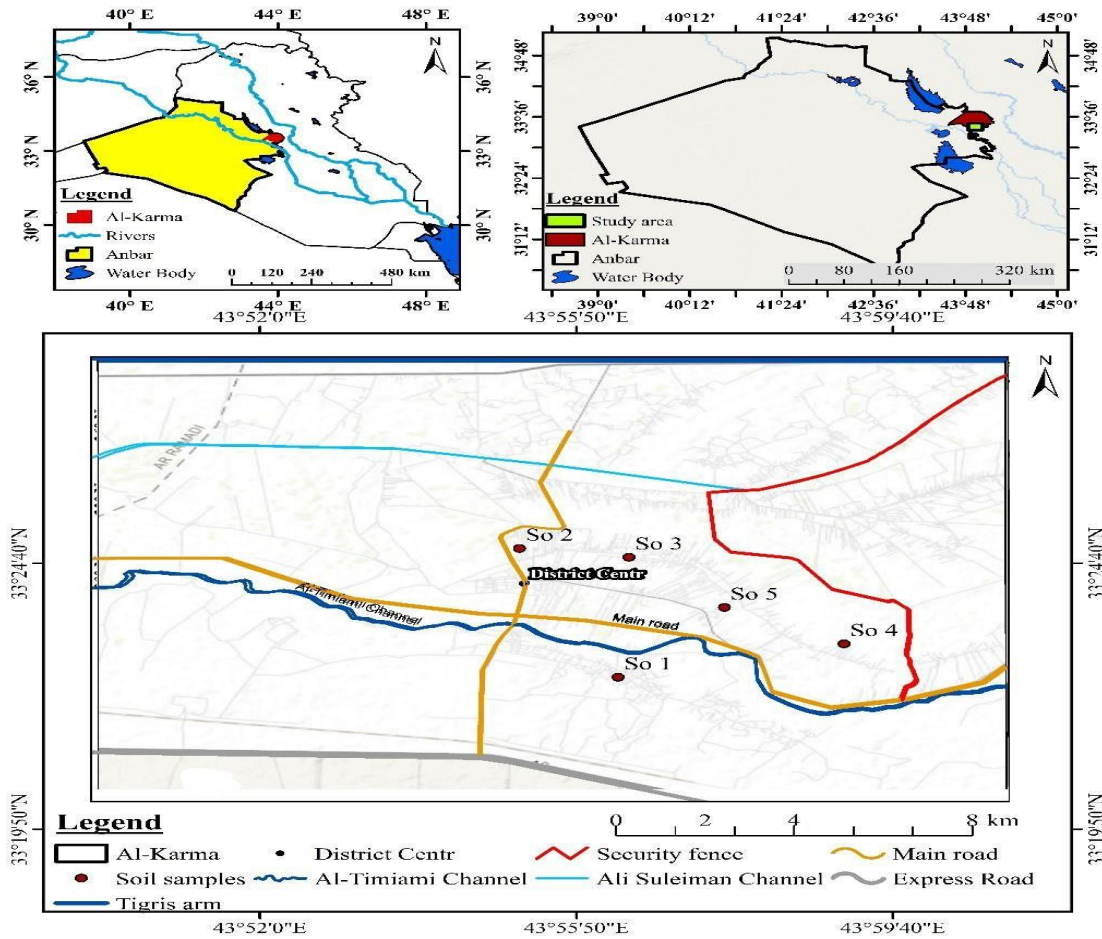 40° E 44° E 48° E
N
36° N
33° N
30° N
Legend
Al-Karma
Rivers
Anbar
Water Body
0 120 240 480 km
40° E 44° E 48° E
39°0' 40°12' 41°24' 42°36' 43°48' 45°0'
N
34°48'
33°36'
32°24'
31°12'
Legend
Study area
Al-Karma
Anbar
Water Body
0 80 160 320 km
39°0' 40°12' 41°24' 42°36' 43°48' 45°0'
43°52'0"E 43°55'50"E 43°59'40"E
N
AR RAMADI
So 2
So 3
33°24'40"N 33°24'40"N
District Centr
So 5
Al-Timiami Channel
Main road
So 4
So 1
33°19'50"N 33°19'50"N
Legend
0 2 4 8 km
Al-Karma District Centr Security fence Main road
Soil samples Al-Timiami Channel Ali Suleiman Channel Express Road
Tigris arm
43°52'0"E 43°55'50"E 43°59'40"E